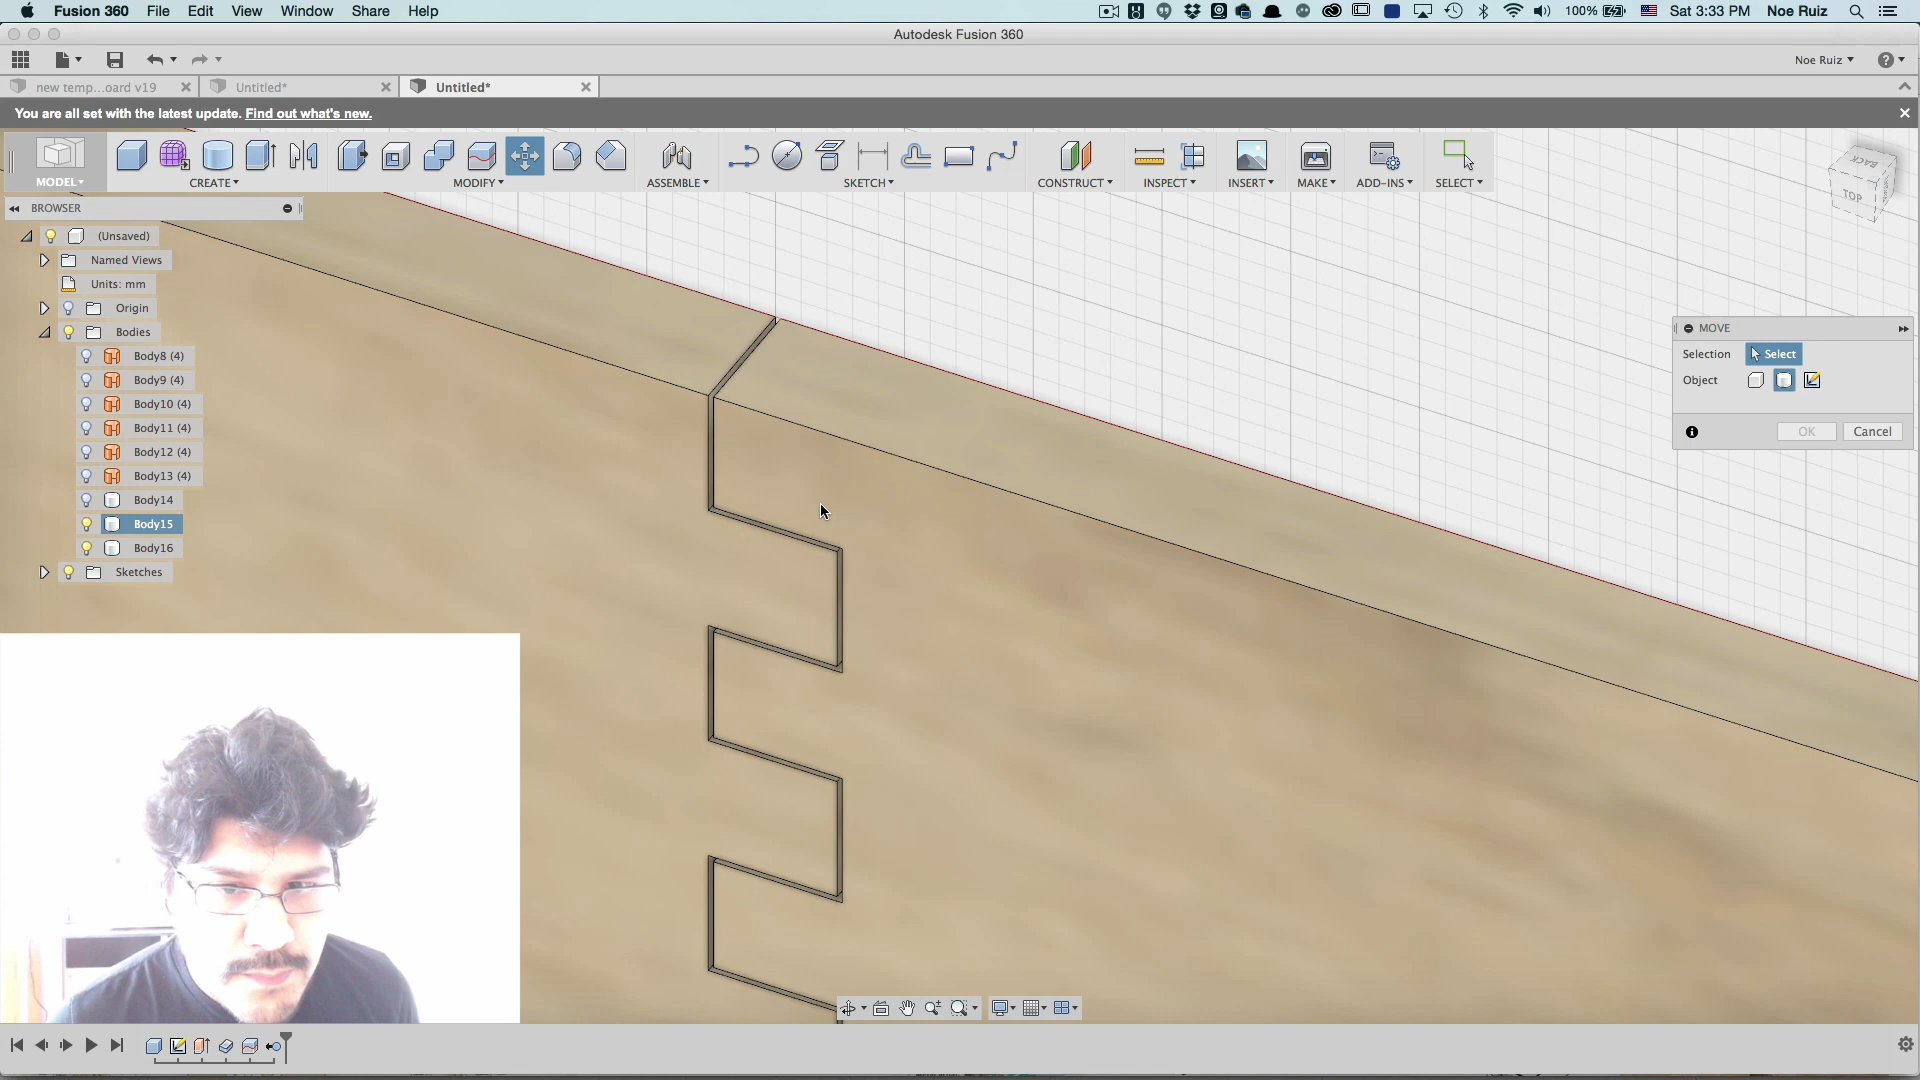 Fusion 360 File Edit View Window Share Help 100% Sat 3:33 PM Noe Ruiz
Autodesk Fusion 360
Noe Ruiz
new temp...oard v19 Untitled* Untitled*
You are all set with the latest update. Find out what's new.
MODEL CREATE MODIFY ASSEMBLE SKETCH CONSTRUCT INSPECT INSERT MAKE ADD-INS SELECT
BACK
TOP
BROWSER
(Unsaved)
Named Views
Units: mm
Origin
Bodies
Body8 (4)
Body9 (4)
Body10 (4)
Body11 (4)
Body12 (4)
Body13 (4)
Body14
Body15
Body16
Sketches
MOVE
Selection Select
Object
OK Cancel